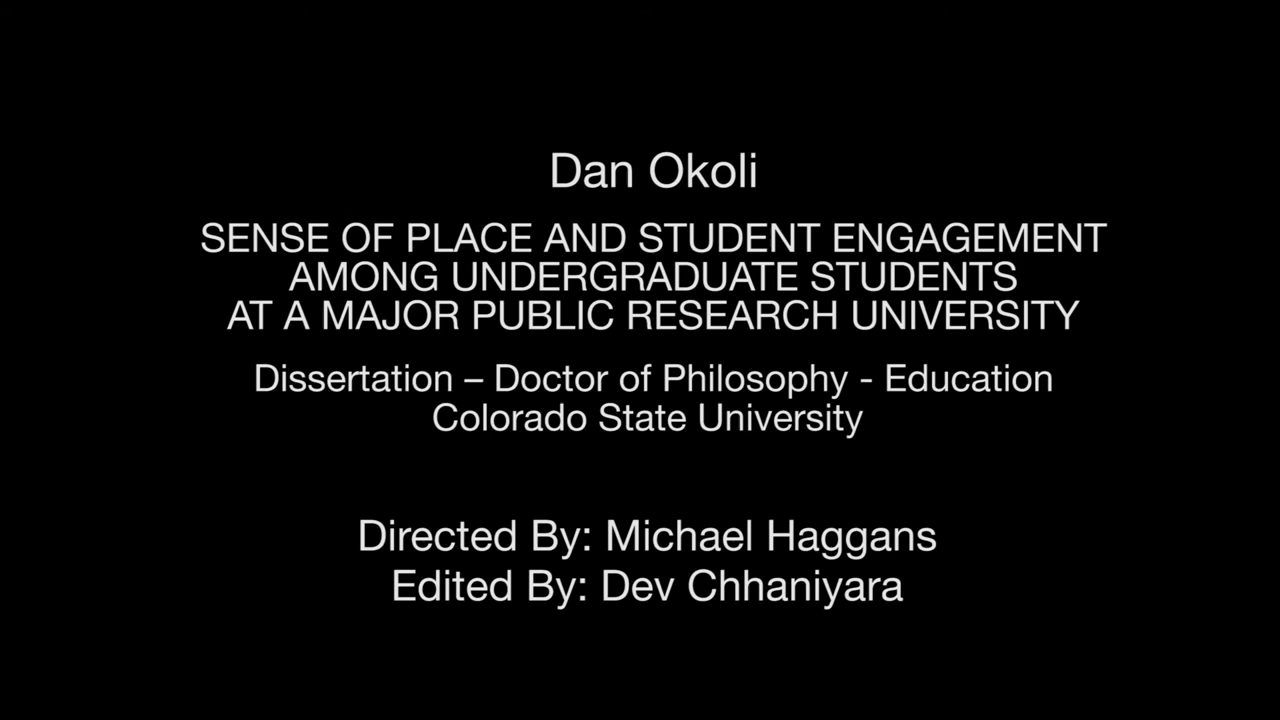 Dan Okoli
SENSE OF PLACE AND STUDENT ENGAGEMENT
AMONG UNDERGRADUATE STUDENTS
AT A MAJOR PUBLIC RESEARCH UNIVERSITY
Dissertation – Doctor of Philosophy - Education
Colorado State University
Directed By: Michael Haggans
Edited By: Dev Chhaniyara